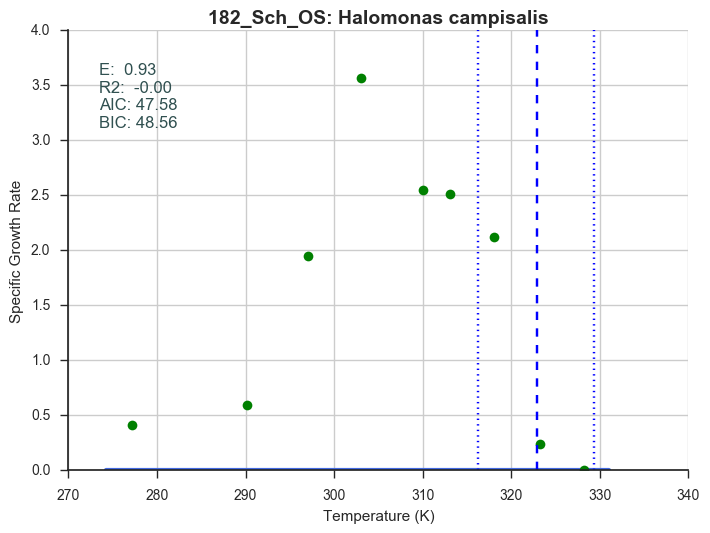 182_Sch_OS: Halomonas campisalis
E:  0.93
R2:  -0.00
AIC: 47.58
BIC: 48.56
4.0
3.5
3.0
2.5
2.0
1.5
1.0
0.5
0.0
Specific Growth Rate
270 280 290 300 310 320 330 340
Temperature (K)